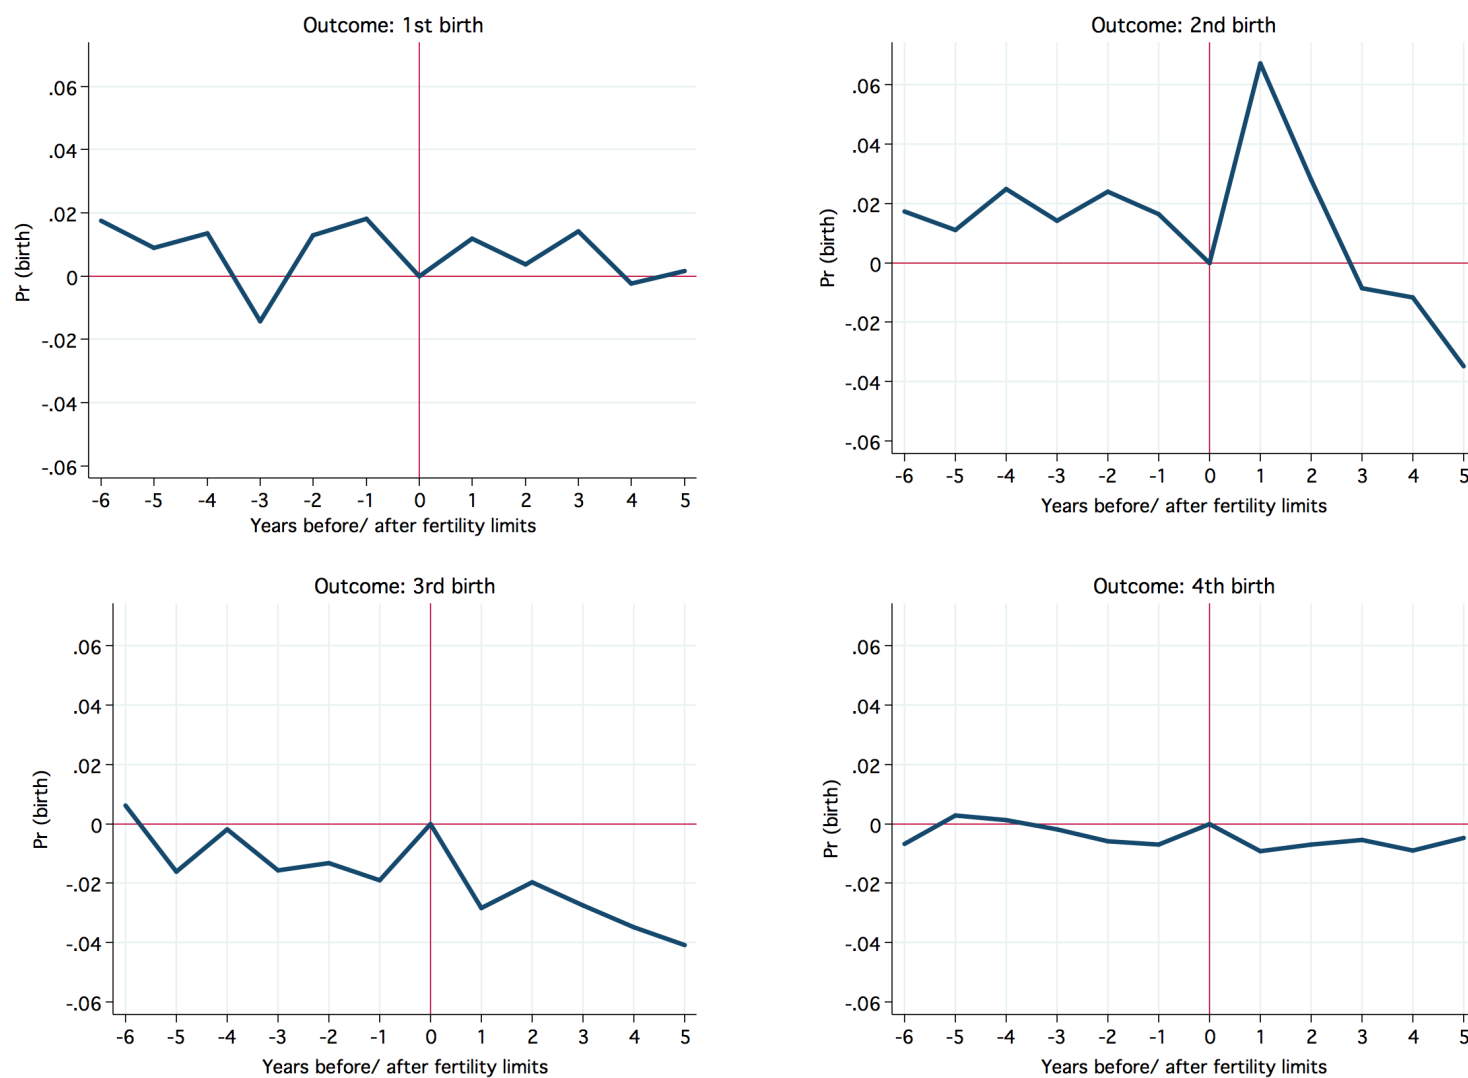 Outcome: 1st birth
.06
.04
.02
0
-.02
-.04
-.06
Pr (birth)
-6 -5 -4 -3 -2 -1 0 1 2 3 4 5
Years before/ after fertility limits
Outcome: 2nd birth
.06
.04
.02
0
-.02
-.04
-.06
Pr (birth)
-6 -5 -4 -3 -2 -1 0 1 2 3 4 5
Years before/ after fertility limits
Outcome: 3rd birth
.06
.04
.02
0
-.02
-.04
-.06
Pr (birth)
-6 -5 -4 -3 -2 -1 0 1 2 3 4 5
Years before/ after fertility limits
Outcome: 4th birth
.06
.04
.02
0
-.02
-.04
-.06
Pr (birth)
-6 -5 -4 -3 -2 -1 0 1 2 3 4 5
Years before/ after fertility limits